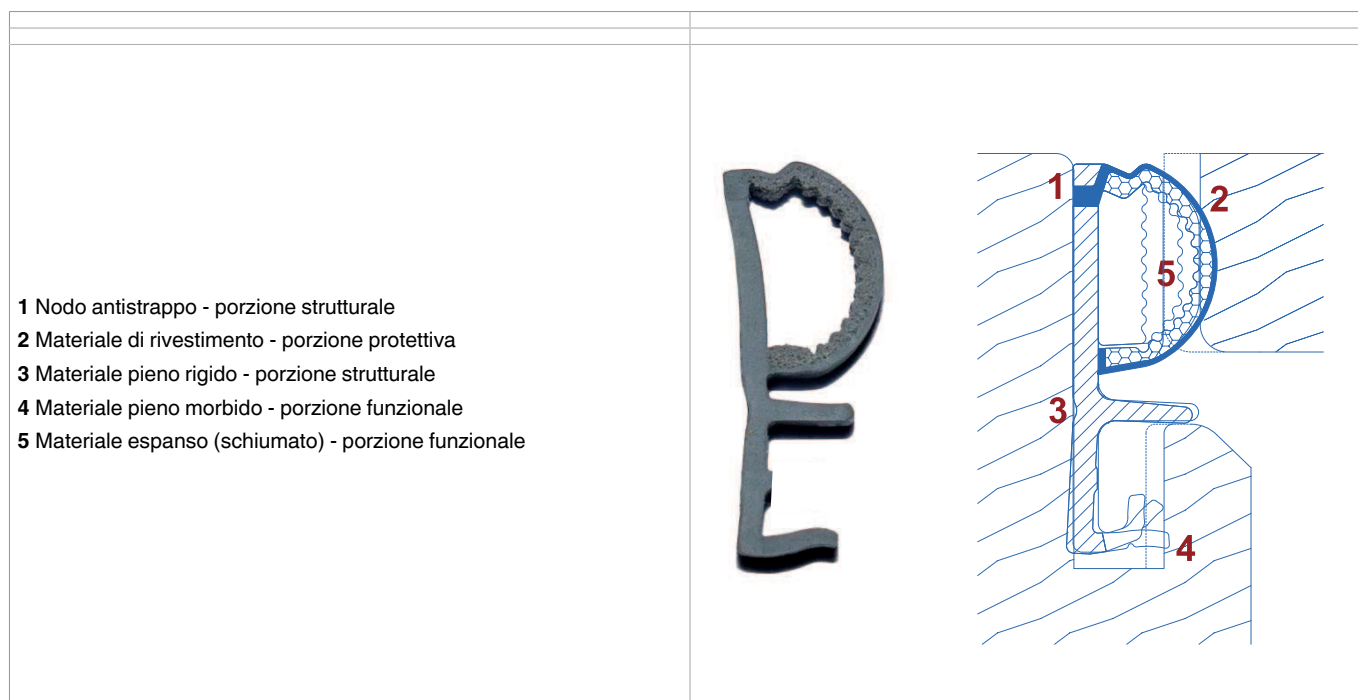 1 Nodo antistrappo - porzione strutturale
2 Materiale di rivestimento - porzione protettiva
3 Materiale pieno rigido - porzione strutturale
4 Materiale pieno morbido - porzione funzionale
5 Materiale espanso (schiumato) - porzione funzionale
1
2
5
3
4